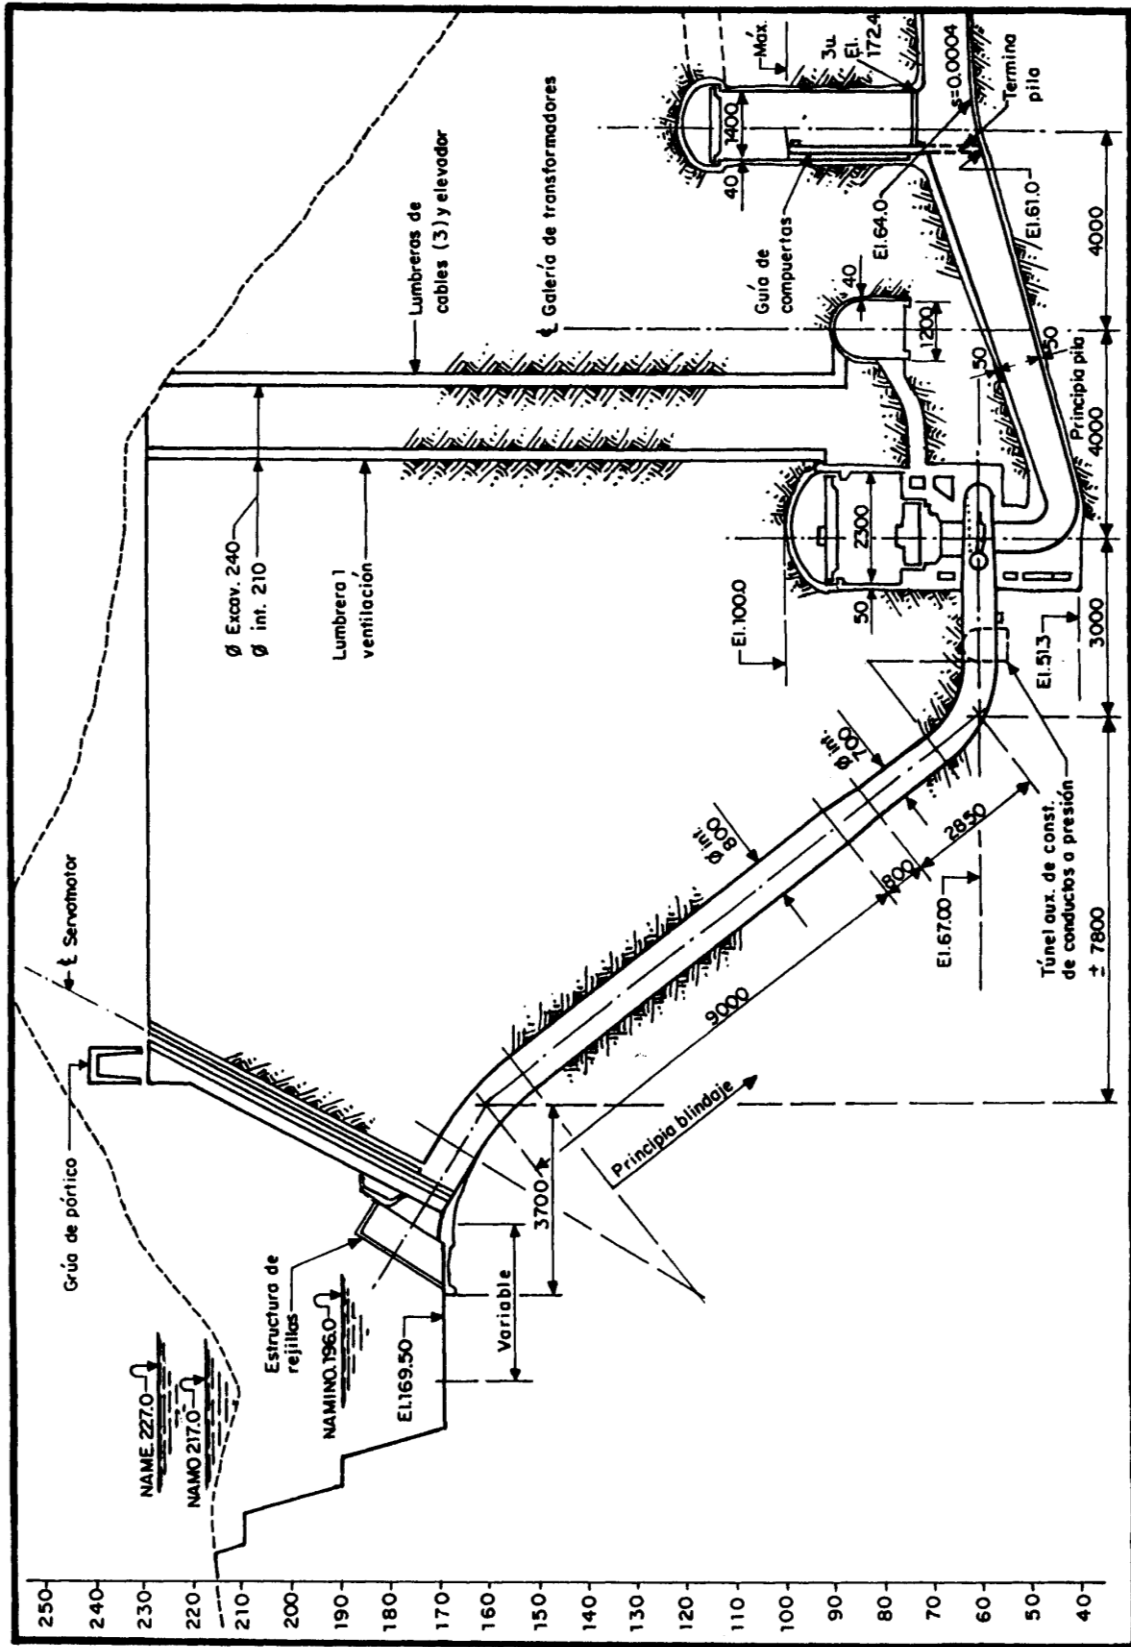 250
240
230
220
210
200
190
180
170
160
150
140
130
120
110
100
90
80
70
60
50
40
NAME. 227.0
NAMO 217.0
Grúa de pórtico
℄ Servomotor
Estructura de
rejillas
NAMINO. 196.0
El.169.50
Variable
3700
Principia blindaje
9000
800
2850
Ø int.
800
Ø int.
700
El.67.00
Túnel aux. de const.
de conductos a presión
± 7800
Ø Excav. 240
Ø int. 210
Lumbrera 1
ventilación
Lumbreras de
cables (3) y elevador
℄ Galería de transformadores
El.100.0
50
2300
El.51.3
3000
4000
4000
Principia pila
50
50
1200
40
Guía de
compuertas
El.64.0
El.61.0
40
1400
Máx.
3u.
El.
172.4
s=0.0004
Termina
pila